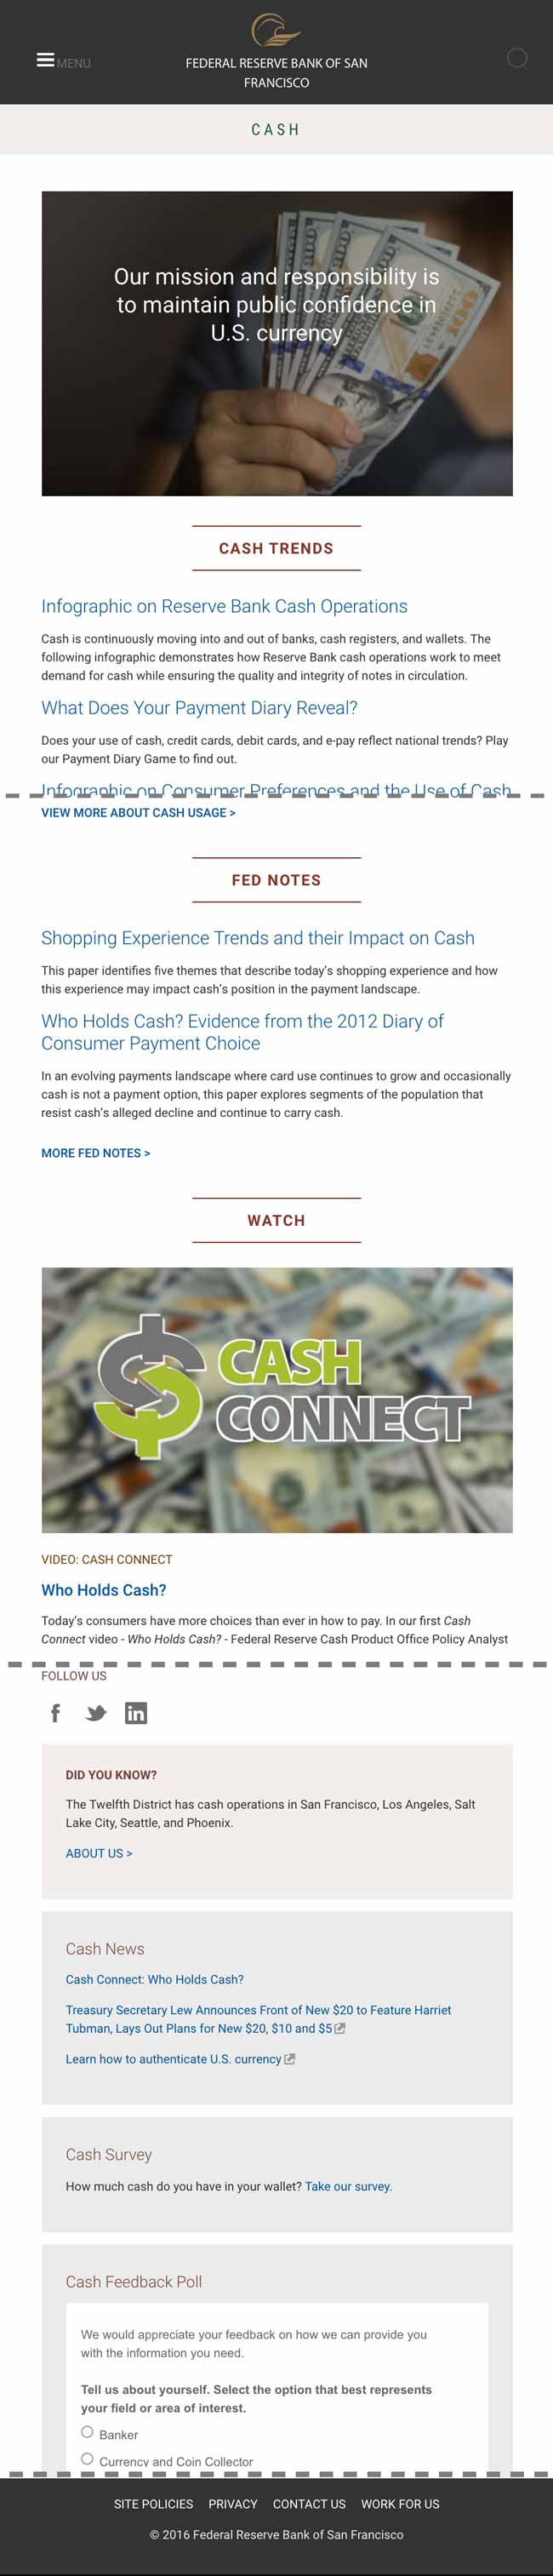 MENU
FEDERAL RESERVE BANK OF SAN
FRANCISCO
CASH
Our mission and responsibility is
to maintain public confidence in
U.S. currency
CASH TRENDS
Infographic on Reserve Bank Cash Operations
Cash is continuously moving into and out of banks, cash registers, and wallets. The
following infographic demonstrates how Reserve Bank cash operations work to meet
demand for cash while ensuring the quality and integrity of notes in circulation.
What Does Your Payment Diary Reveal?
Does your use of cash, credit cards, debit cards, and e-pay reflect national trends? Play
our Payment Diary Game to find out.
Infographic on Consumer Preferences and the Use of Cash
VIEW MORE ABOUT CASH USAGE >
FED NOTES
Shopping Experience Trends and their Impact on Cash
This paper identifies five themes that describe today's shopping experience and how
this experience may impact cash's position in the payment landscape.
Who Holds Cash? Evidence from the 2012 Diary of
Consumer Payment Choice
In an evolving payments landscape where card use continues to grow and occasionally
cash is not a payment option, this paper explores segments of the population that
resist cash's alleged decline and continue to carry cash.
MORE FED NOTES >
WATCH
CASH
CONNECT
VIDEO: CASH CONNECT
Who Holds Cash?
Today's consumers have more choices than ever in how to pay. In our first Cash
Connect video - Who Holds Cash? - Federal Reserve Cash Product Office Policy Analyst
FOLLOW US
DID YOU KNOW?
The Twelfth District has cash operations in San Francisco, Los Angeles, Salt
Lake City, Seattle, and Phoenix.
ABOUT US >
Cash News
Cash Connect: Who Holds Cash?
Treasury Secretary Lew Announces Front of New $20 to Feature Harriet
Tubman, Lays Out Plans for New $20, $10 and $5
Learn how to authenticate U.S. currency
Cash Survey
How much cash do you have in your wallet? Take our survey.
Cash Feedback Poll
We would appreciate your feedback on how we can provide you
with the information you need.
Tell us about yourself. Select the option that best represents
your field or area of interest.
Banker
Currency and Coin Collector
SITE POLICIES PRIVACY CONTACT US WORK FOR US
© 2016 Federal Reserve Bank of San Francisco